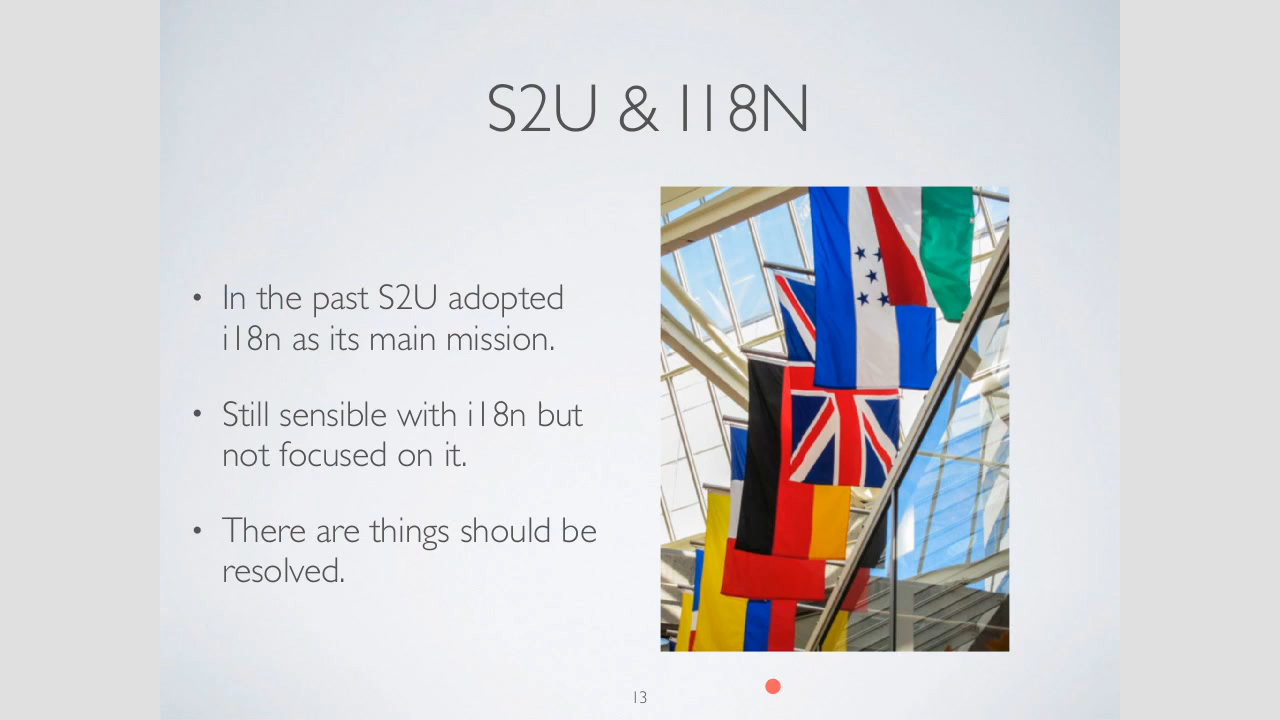 S2U & I18N
• In the past S2U adopted
i18n as its main mission.
• Still sensible with i18n but
not focused on it.
• There are things should be
resolved.
13